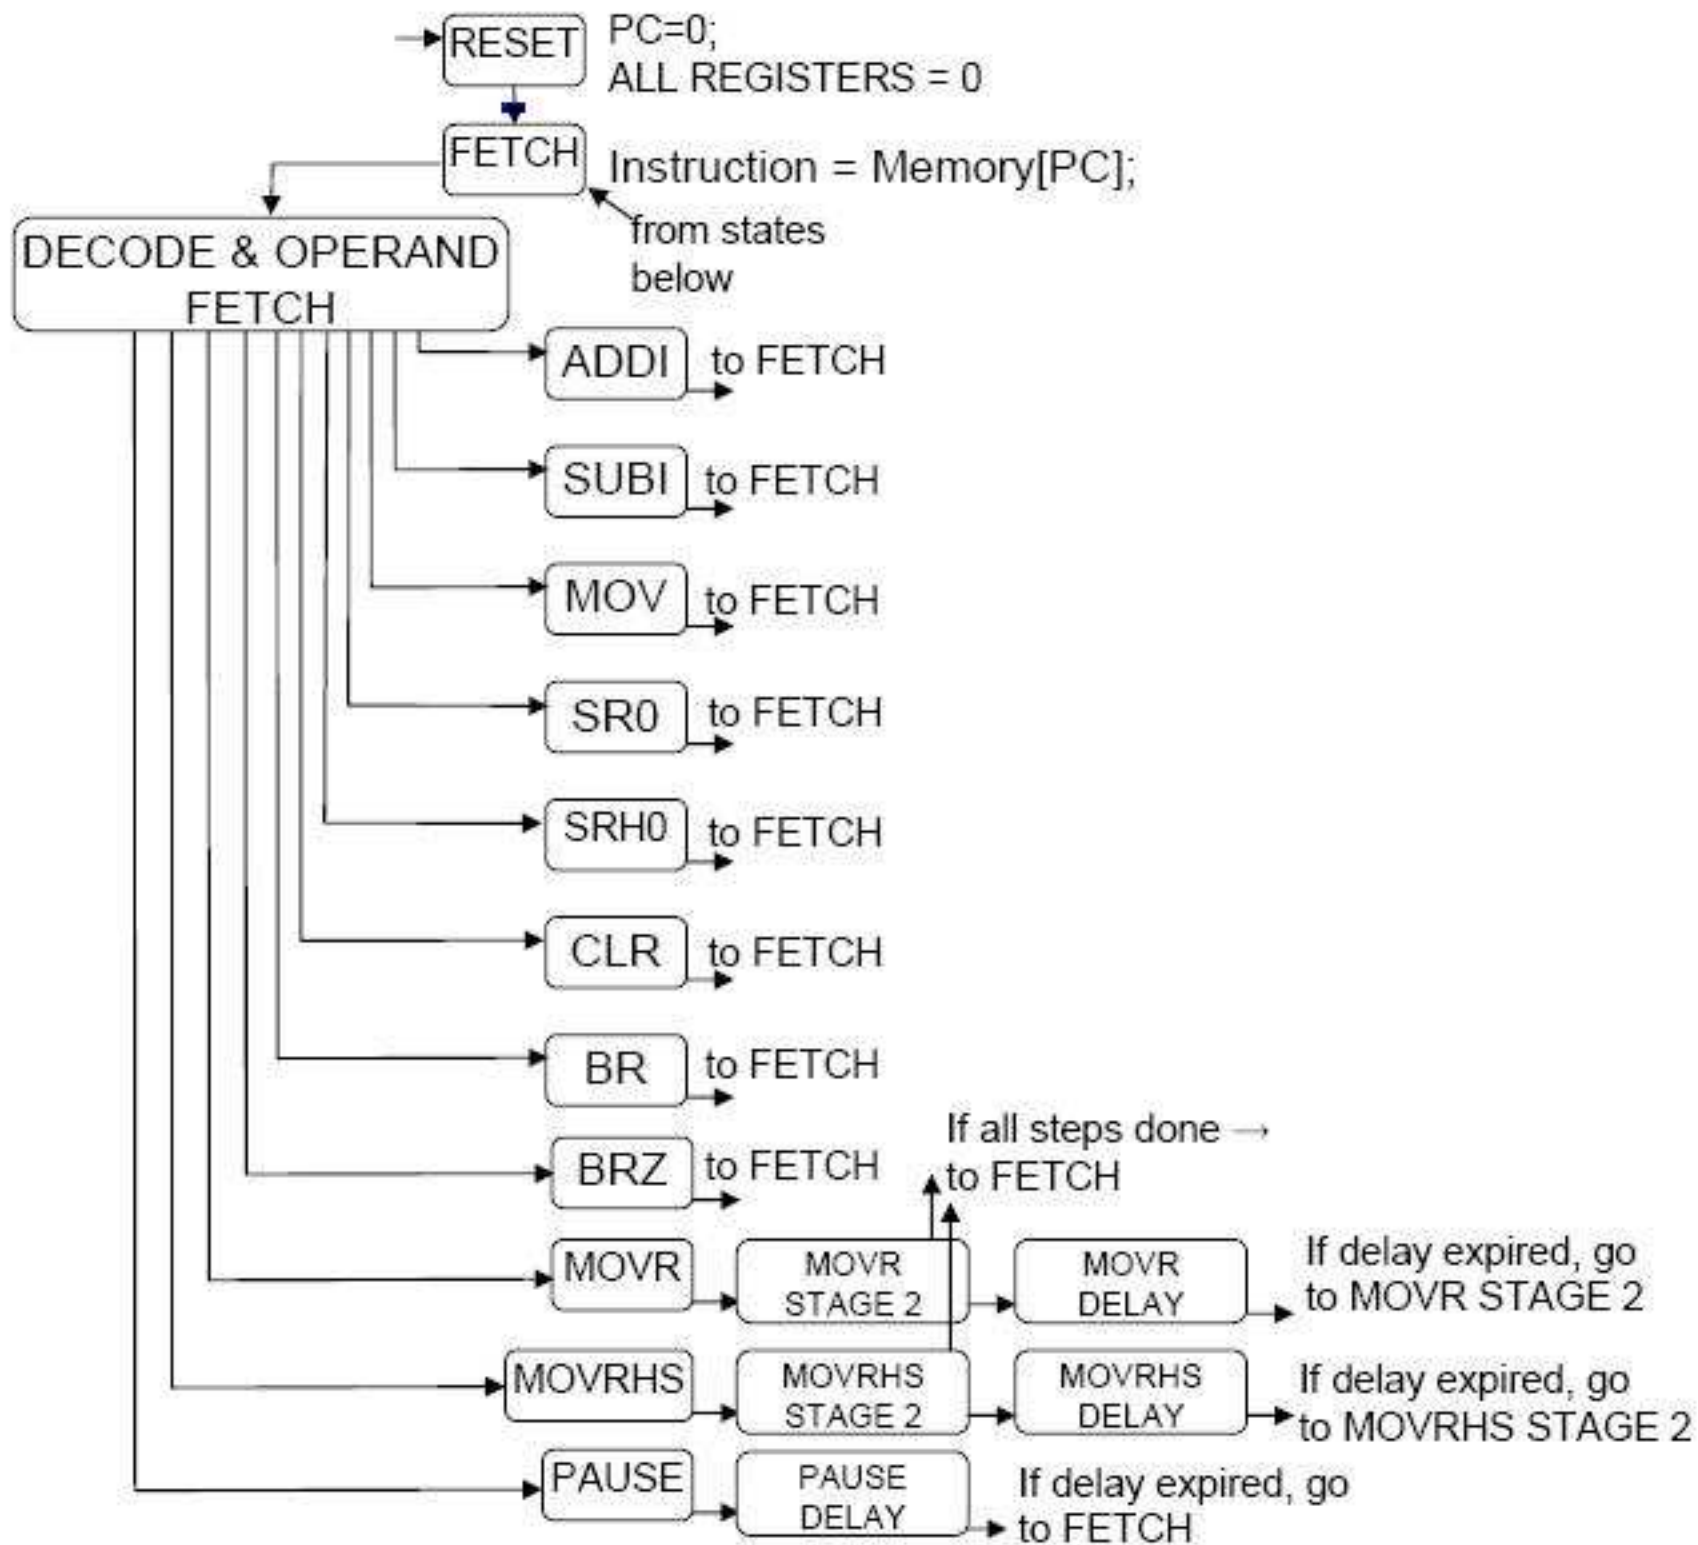 RESET
PC=0;
ALL REGISTERS = 0
FETCH
Instruction = Memory[PC];
from states
below
DECODE & OPERAND
FETCH
ADDI
to FETCH
SUBI
to FETCH
MOV
to FETCH
SR0
to FETCH
SRH0
to FETCH
CLR
to FETCH
BR
to FETCH
BRZ
to FETCH
If all steps done →
to FETCH
MOVR
MOVR
STAGE 2
MOVR
DELAY
If delay expired, go
to MOVR STAGE 2
MOVRHS
MOVRHS
STAGE 2
MOVRHS
DELAY
If delay expired, go
to MOVRHS STAGE 2
PAUSE
PAUSE
DELAY
If delay expired, go
to FETCH